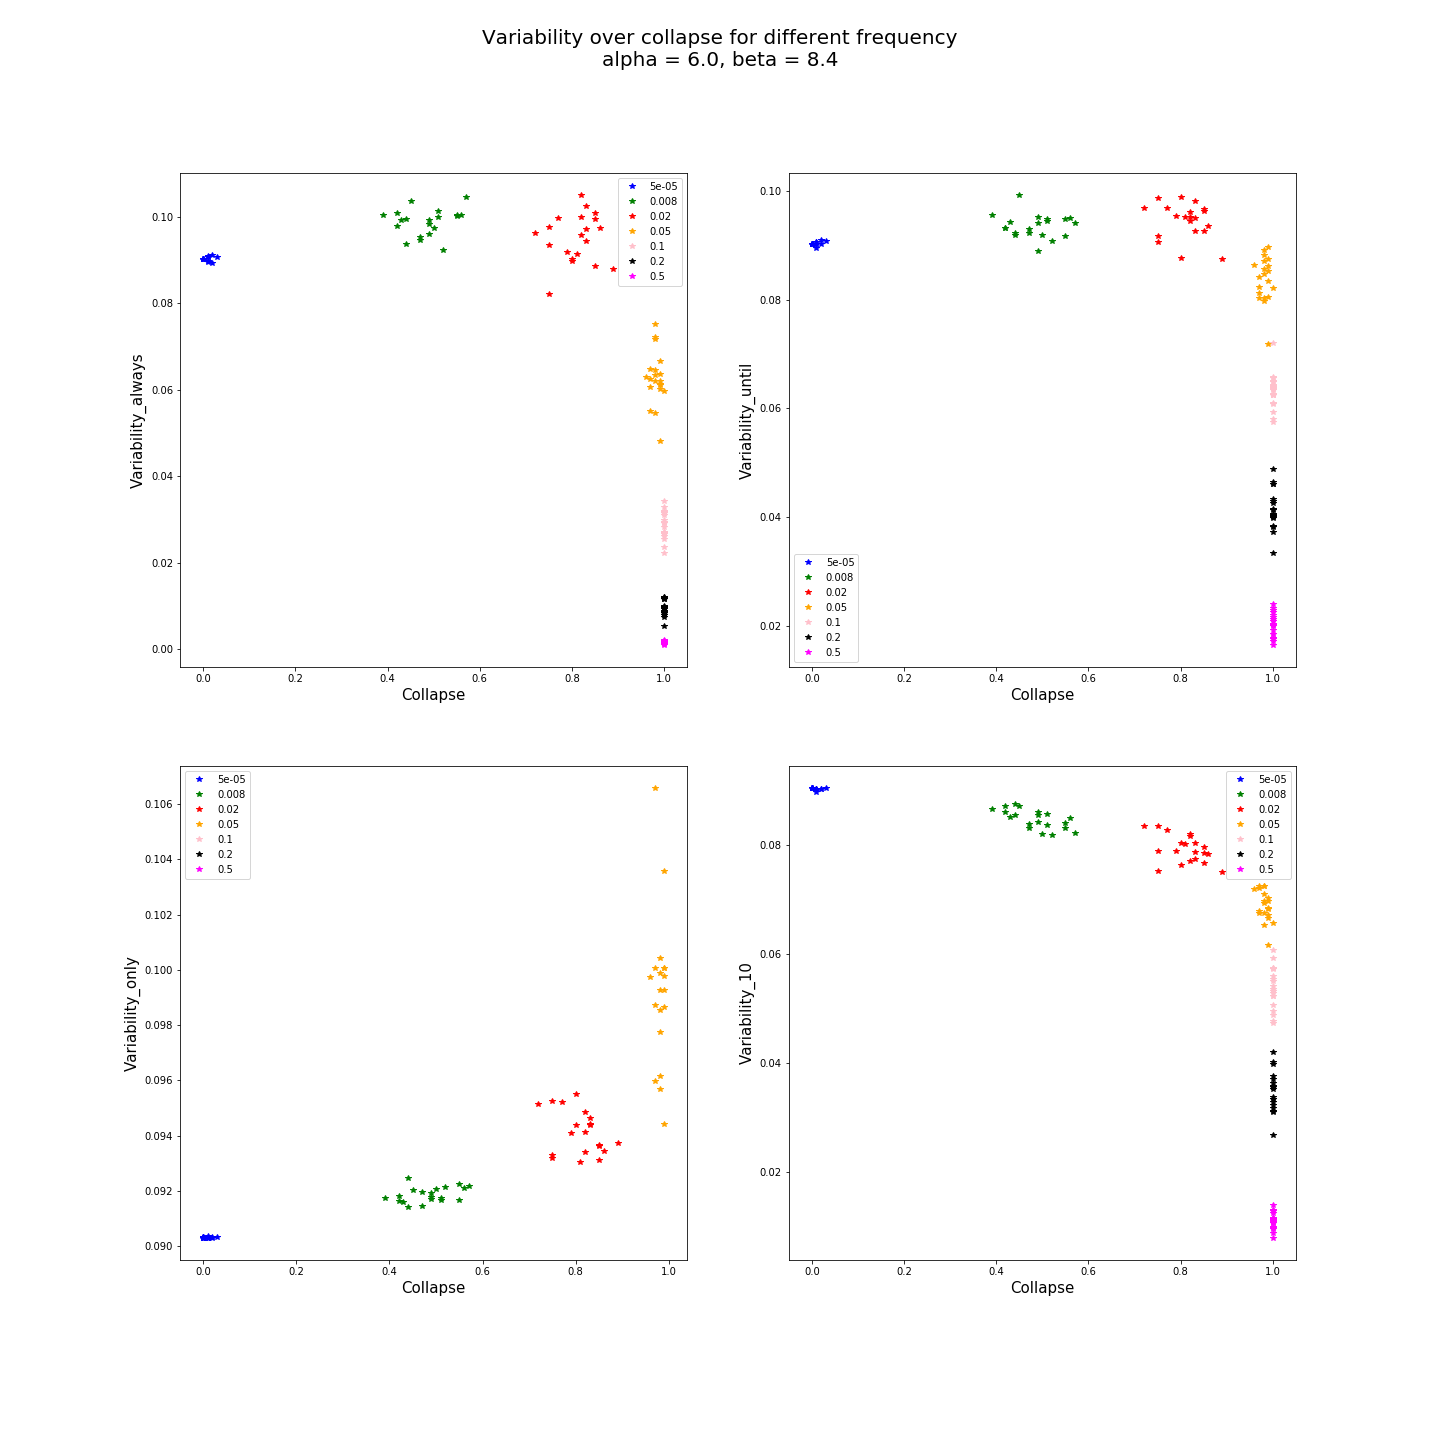 Variability over collapse for different frequency
alpha = 6.0, beta = 8.4
Variability_always
0.10
0.08
0.06
0.04
0.02
0.00
5e-05
0.008
0.02
0.05
0.1
0.2
0.5
0.0 0.2 0.4 0.6 0.8 1.0
Collapse
Variability_until
0.10
0.08
0.06
0.04
0.02
5e-05
0.008
0.02
0.05
0.1
0.2
0.5
0.0 0.2 0.4 0.6 0.8 1.0
Collapse
Variability_only
0.106
0.104
0.102
0.100
0.098
0.096
0.094
0.092
0.090
5e-05
0.008
0.02
0.05
0.1
0.2
0.5
0.0 0.2 0.4 0.6 0.8 1.0
Collapse
Variability_10
0.08
0.06
0.04
0.02
5e-05
0.008
0.02
0.05
0.1
0.2
0.5
0.0 0.2 0.4 0.6 0.8 1.0
Collapse